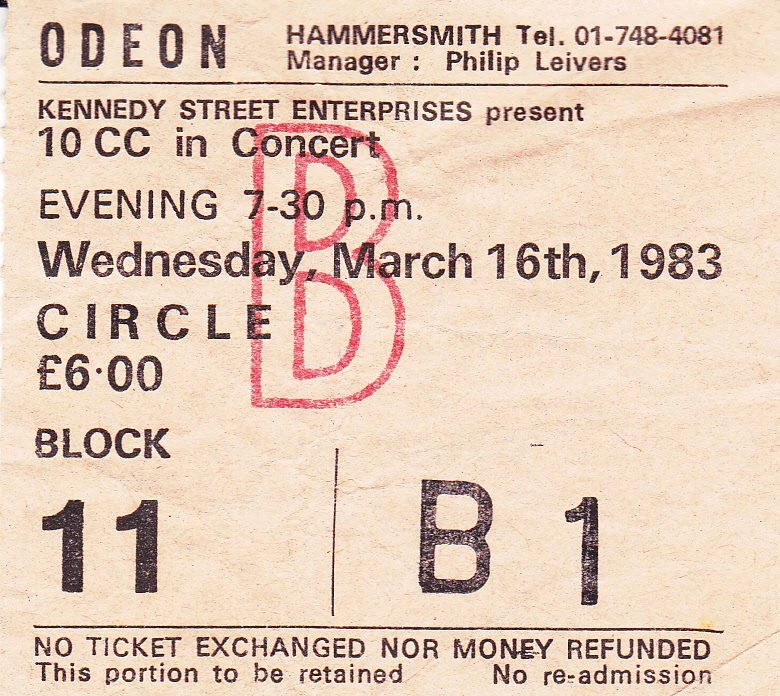 ODEON HAMMERSMITH Tel. 01-748-4081
Manager : Philip Leivers
KENNEDY STREET ENTERPRISES present
10 CC in Concert
B
EVENING 7-30 p.m.
Wednesday, March 16th, 1983
CIRCLE
£6·00
BLOCK
11 B 1
NO TICKET EXCHANGED NOR MONEY REFUNDED
This portion to be retained No re-admission